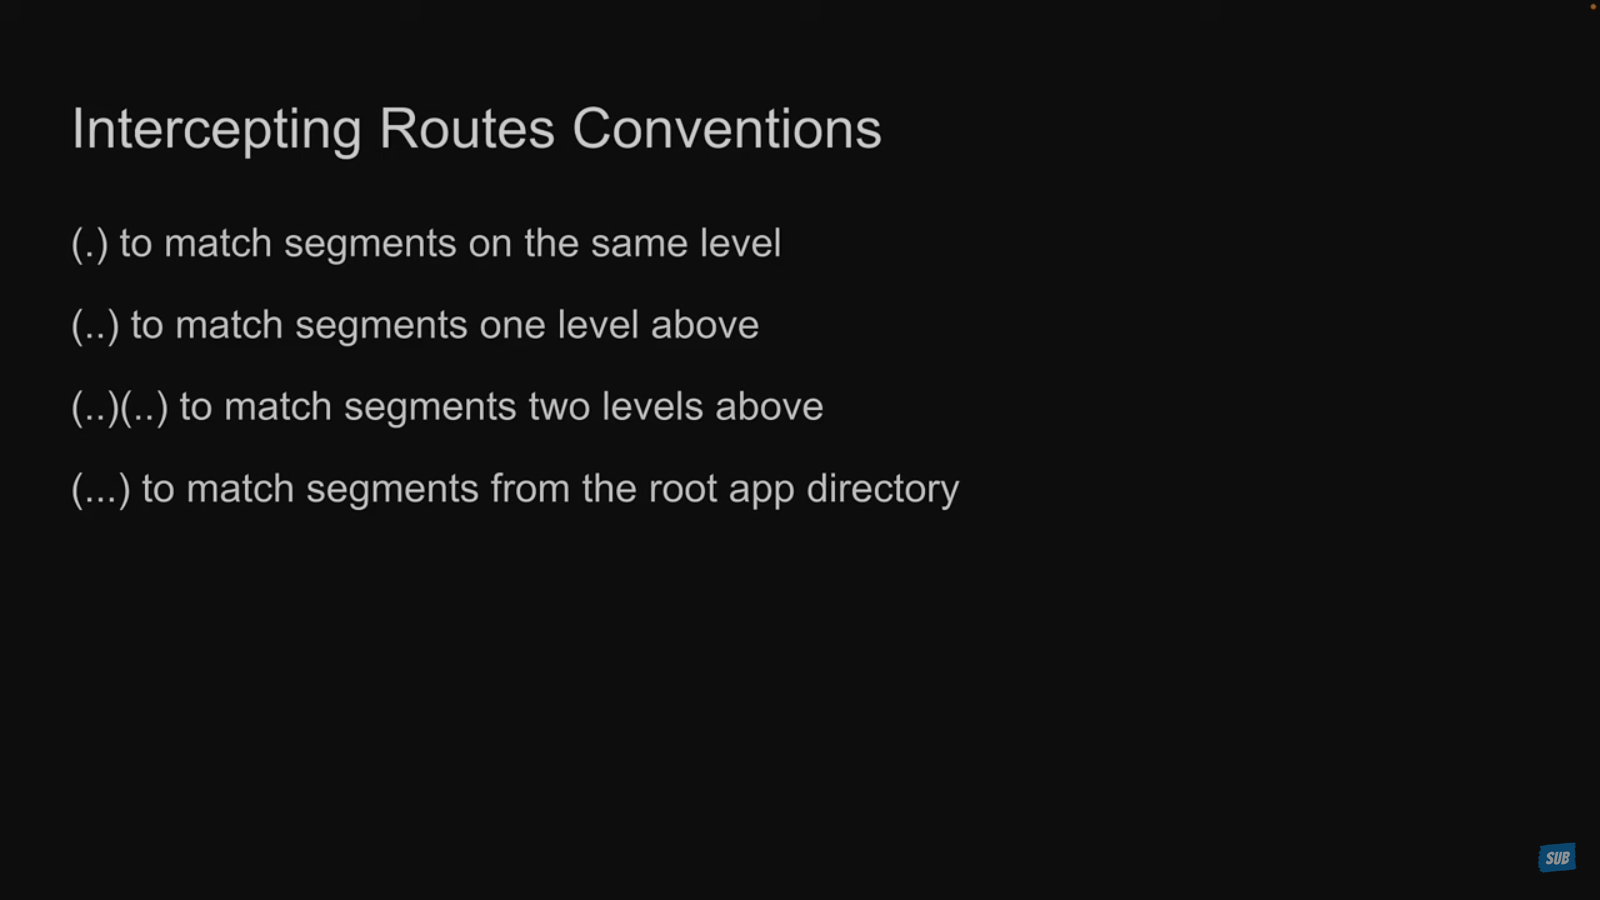 Intercepting Routes Conventions
(.) to match segments on the same level
(..) to match segments one level above
(..)(..) to match segments two levels above
(...) to match segments from the root app directory
SUB